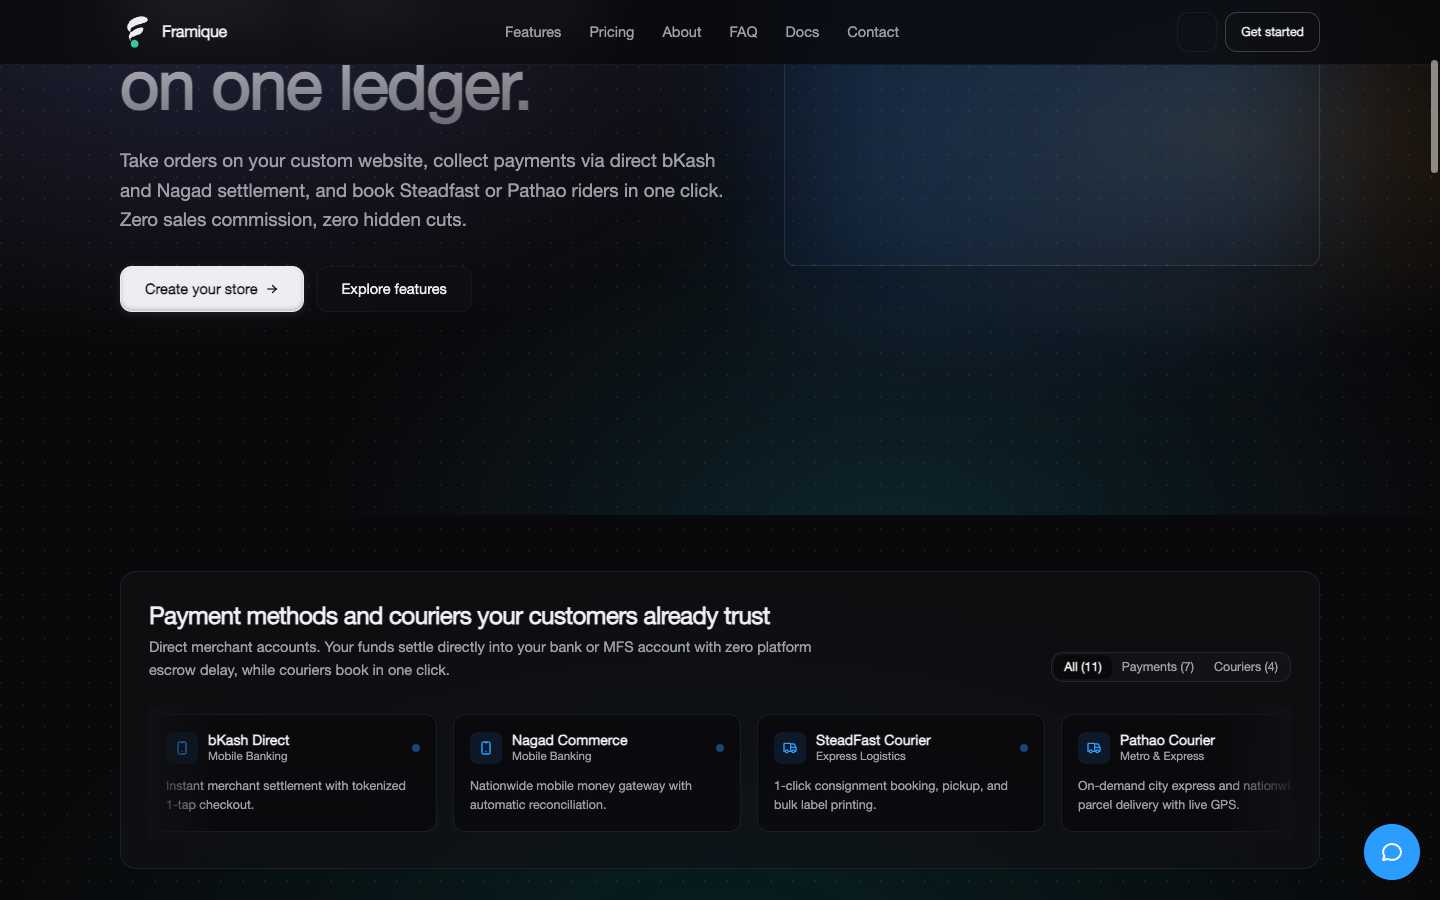 Framique
Features
Pricing
About
FAQ
Docs
Contact
Get started
on one ledger.
Take orders on your custom website, collect payments via direct bKash
and Nagad settlement, and book Steadfast or Pathao riders in one click.
Zero sales commission, zero hidden cuts.
Create your store →
Explore features
Payment methods and couriers your customers already trust
Direct merchant accounts. Your funds settle directly into your bank or MFS account with zero platform
escrow delay, while couriers book in one click.
All (11)
Payments (7)
Couriers (4)
bKash Direct
Mobile Banking
Instant merchant settlement with tokenized
1-tap checkout.
Nagad Commerce
Mobile Banking
Nationwide mobile money gateway with
automatic reconciliation.
SteadFast Courier
Express Logistics
1-click consignment booking, pickup, and
bulk label printing.
Pathao Courier
Metro & Express
On-demand city express and nationwi
parcel delivery with live GPS.